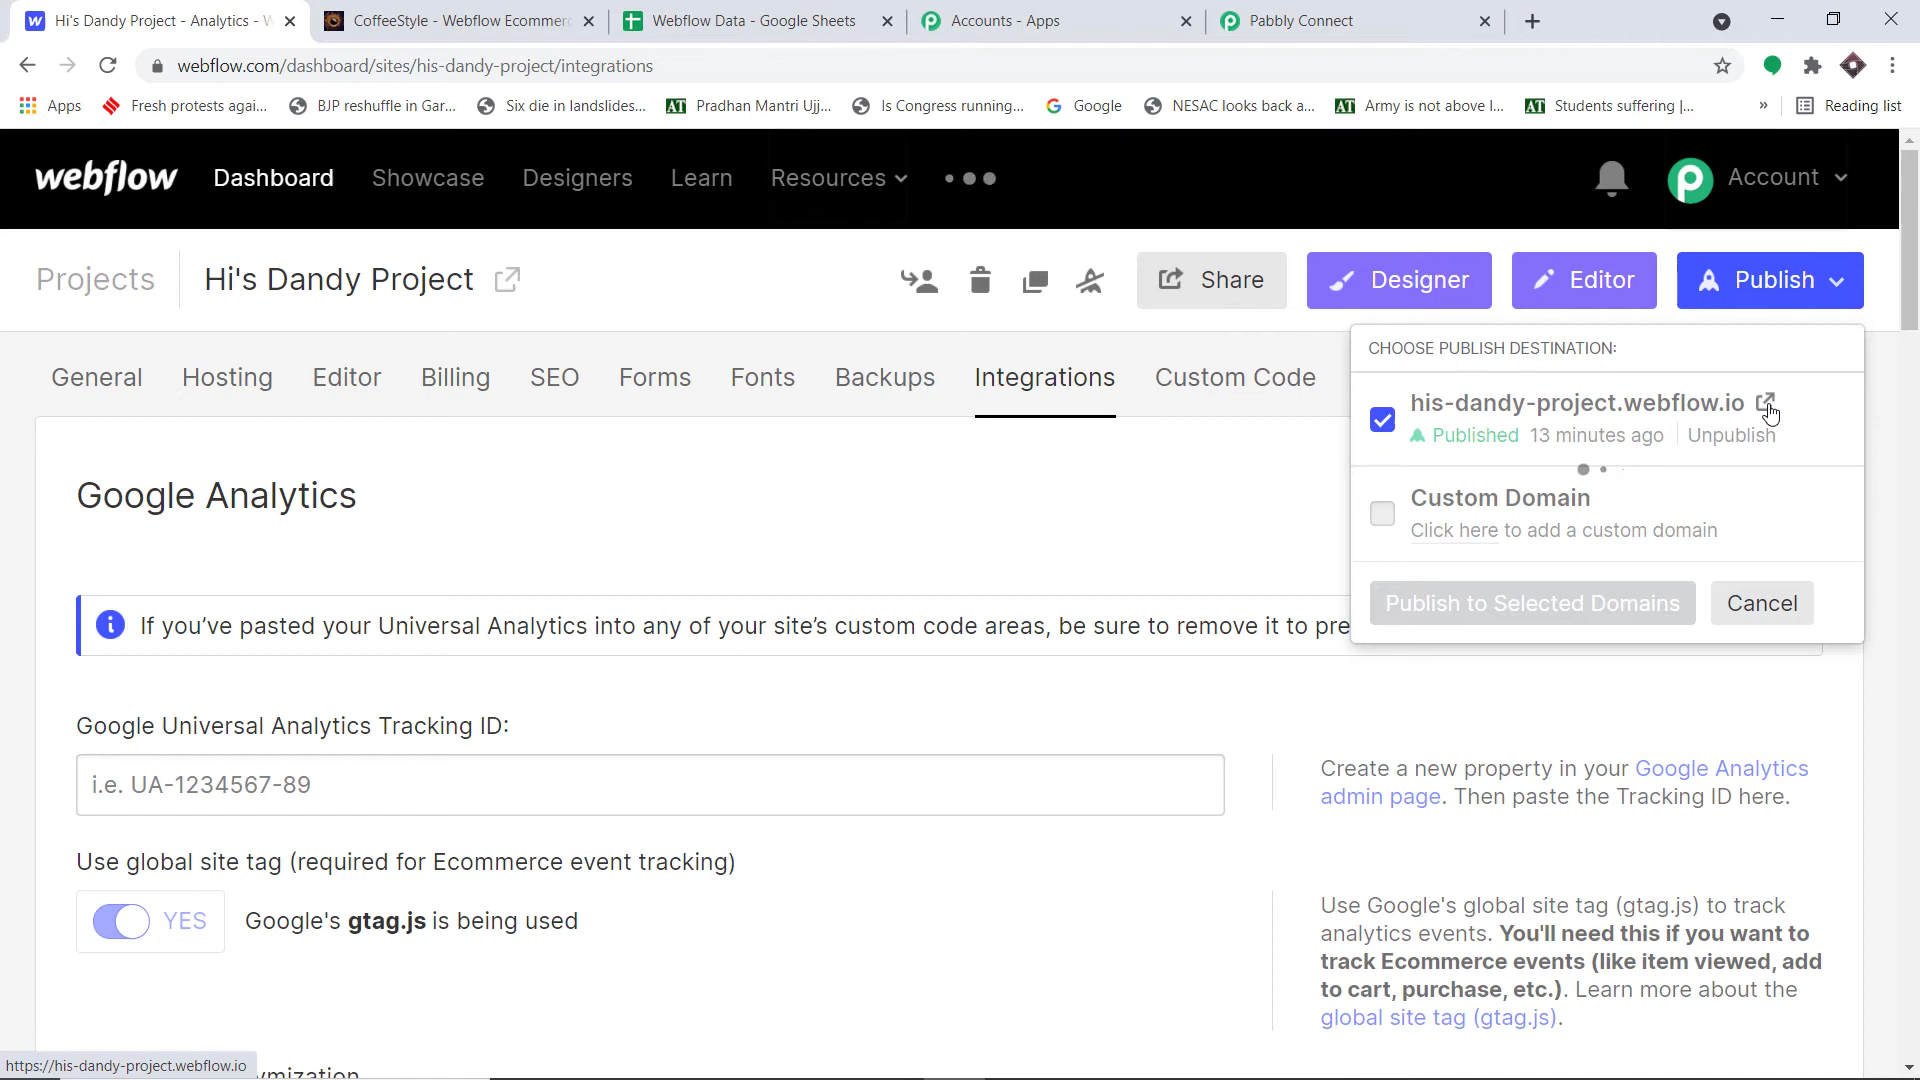 Hi's Dandy Project - Analytics - W
CoffeeStyle - Webflow Ecommerc
Webflow Data - Google Sheets
Accounts - Apps
Pabbly Connect
webflow.com/dashboard/sites/his-dandy-project/integrations
Apps
Fresh protests agai...
BJP reshuffle in Gar...
Six die in landslides...
AT Pradhan Mantri Ujj...
Is Congress running...
Google
NESAC looks back a...
AT Army is not above l...
AT Students suffering |...
»
Reading list
webflow
Dashboard
Showcase
Designers
Learn
Resources
Account
Projects
Hi's Dandy Project
Share
Designer
Editor
Publish
General
Hosting
Editor
Billing
SEO
Forms
Fonts
Backups
Integrations
Custom Code
CHOOSE PUBLISH DESTINATION:
his-dandy-project.webflow.io
Published 13 minutes ago Unpublish
Custom Domain
Click here to add a custom domain
Publish to Selected Domains
Cancel
Google Analytics
If you've pasted your Universal Analytics into any of your site's custom code areas, be sure to remove it to pre
Google Universal Analytics Tracking ID:
i.e. UA-1234567-89
Create a new property in your Google Analytics
admin page. Then paste the Tracking ID here.
Use global site tag (required for Ecommerce event tracking)
YES
Google's gtag.js is being used
Use Google's global site tag (gtag.js) to track
analytics events. You'll need this if you want to
track Ecommerce events (like item viewed, add
to cart, purchase, etc.). Learn more about the
global site tag (gtag.js).
https://his-dandy-project.webflow.io